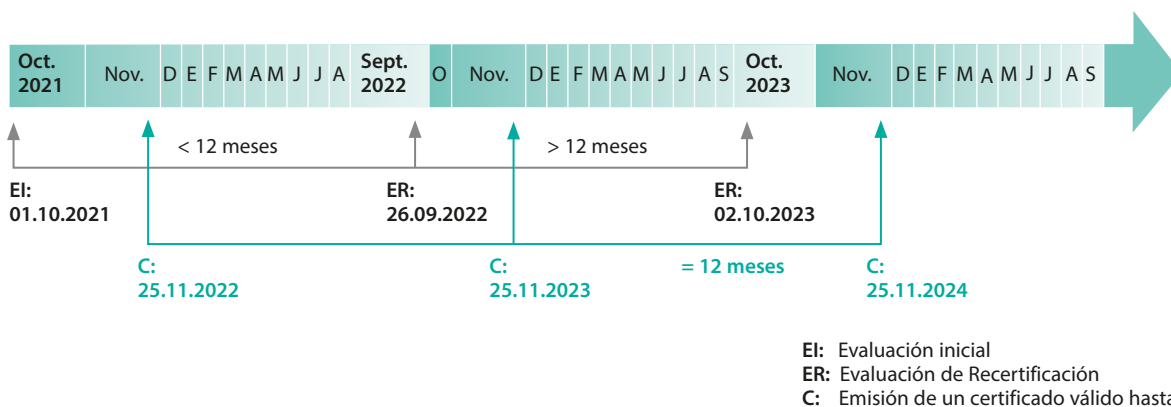 Oct. 2021 Nov. D E F M A M J J A Sept. 2022 O Nov. D E F M A M J J A S Oct. 2023 Nov. D E F M A M J J A S
< 12 meses > 12 meses
EI: ER: ER:
01.10.2021 26.09.2022 02.10.2023
C: C: = 12 meses C:
25.11.2022 25.11.2023 25.11.2024
EI: Evaluación inicial
ER: Evaluación de Recertificación
C: Emisión de un certificado válido hasta